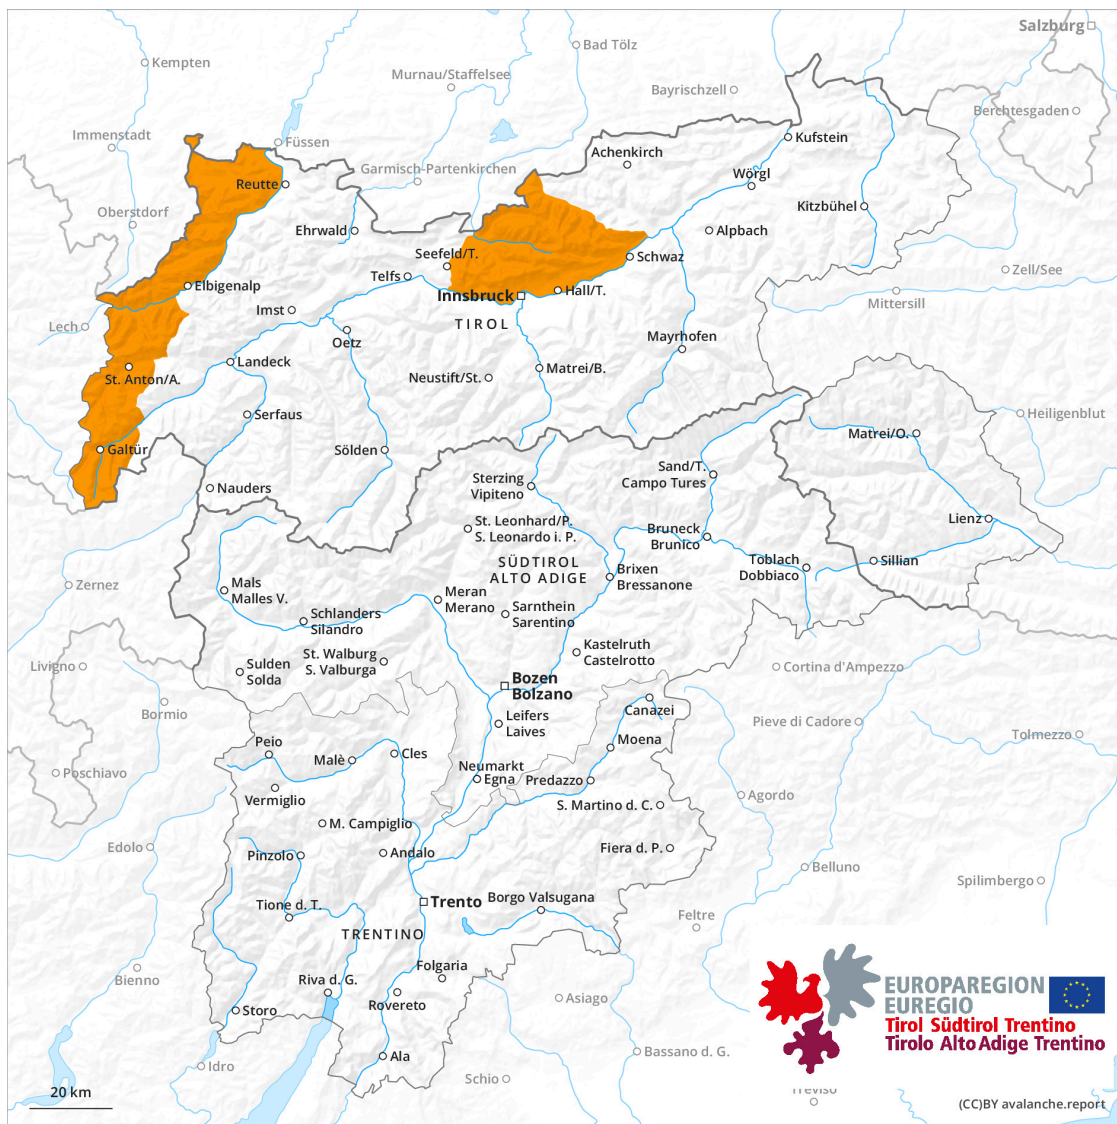 Salzburg
Bad Tölz
Kempten
Murnau/Staffelsee
Bayrischzell
Berchtesgaden
Immenstadt
Füssen
Kufstein
Achenkirch
Garmisch-Partenkirchen
Wörgl
Reutte
Oberstdorf
Kitzbühel
Ehrwald
Alpbach
Seefeld/T.
Schwaz
Telfs
Zell/See
Elbigenalp
Hall/T.
Innsbruck
Mittersill
Imst
TIROL
Lech
Oetz
Mayrhofen
Landeck
Matrei/B.
St. Anton/A.
Neustift/St.
Serfaus
Heiligenblut
Matrei/O.
Galtür
Sölden
Sand/T.
Campo Tures
Sterzing
Vipiteno
Nauders
St. Leonhard/P.
S. Leonardo i. P.
Lienz
Bruneck
Brunico
SÜDTIROL
ALTO ADIGE
Toblach
Dobbiaco
Sillian
Brixen
Bressanone
Zernez
Mals
Malles V.
Meran
Merano
Sarnthein
Sarentino
Schlanders
Silandro
Kastelruth
Castelrotto
St. Walburg
S. Valburga
Livigno
Sulden
Solda
Cortina d'Ampezzo
Bozen
Bolzano
Bormio
Canazei
Leifers
Laives
Pieve di Cadore
Tolmezzo
Peio
Moena
Malè
Cles
Poschiavo
Neumarkt
Egna
Predazzo
Vermiglio
Agordo
S. Martino d. C.
M. Campiglio
Edolo
Pinzolo
Andalo
Fiera d. P.
Belluno
Spilimbergo
Trento
Borgo Valsugana
Tione d. T.
Feltre
TRENTINO
Folgaria
Bienno
Riva d. G.
EUROPAREGION
EUREGIO
Tirol Südtirol Trentino
Tirolo Alto Adige Trentino
Rovereto
Asiago
Storo
Ala
Bassano d. G.
Idro
Schio
Treviso
20 km
(CC)BY avalanche.report